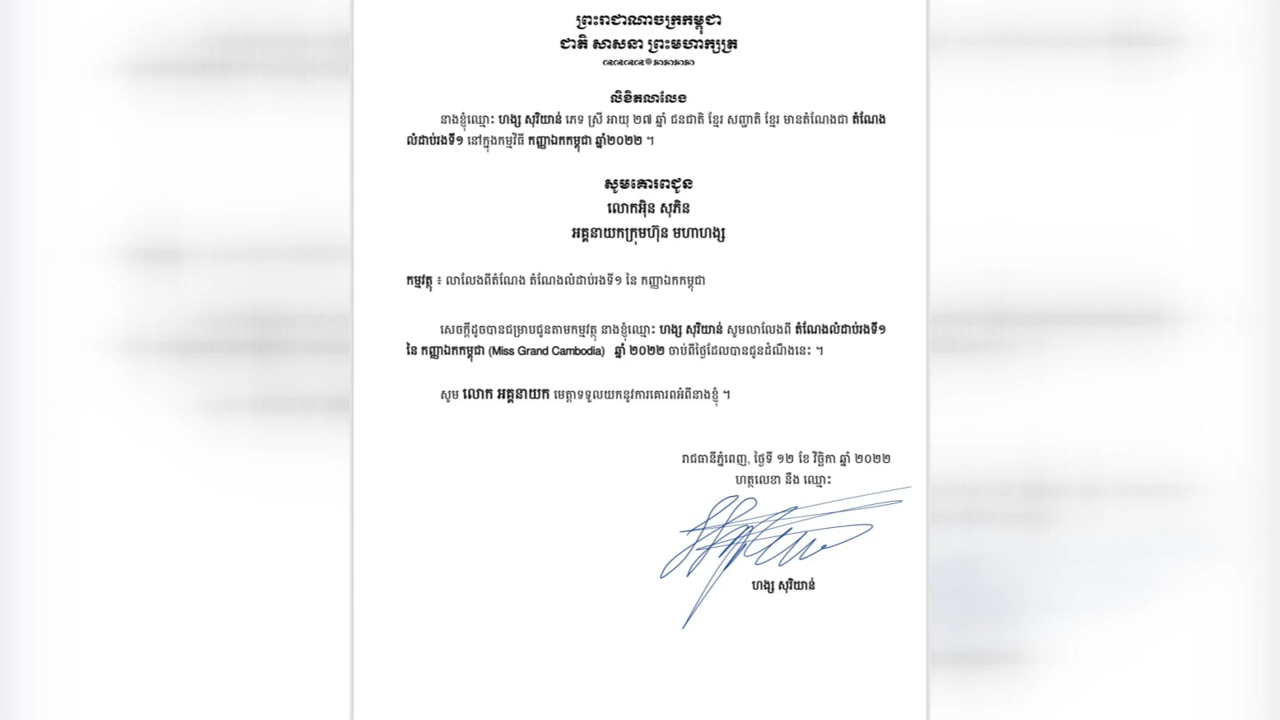 ព្រះរាជាណាចក្រកម្ពុជា
ជាតិ សាសនា ព្រះមហាក្សត្រ
លិខិតលាលែង
នាងខ្ញុំឈ្មោះ ហង្ស សុរិយាន់ ភេទ ស្រី អាយុ ២៧ ឆ្នាំ ជនជាតិ ខ្មែរ សញ្ជាតិ ខ្មែរ មានតំណែងជា តំណែង
លំដាប់រងទី១ នៅក្នុងកម្មវិធី កញ្ញាឯកកម្ពុជា ឆ្នាំ២០២២ ។
សូមគោរពជូន
លោកអ៊ិន សុភិន
អគ្គនាយកក្រុមហ៊ុន មហាហង្ស
កម្មវត្ថុ ៖ លាលែងពីតំណែង តំណែងលំដាប់រងទី១ នៃ កញ្ញាឯកកម្ពុជា
សេចក្ដីដូចបានជម្រាបជូនតាមកម្មវត្ថុ នាងខ្ញុំឈ្មោះ ហង្ស សុរិយាន់ សូមលាលែងពី តំណែងលំដាប់រងទី១
នៃ កញ្ញាឯកកម្ពុជា (Miss Grand Cambodia) ឆ្នាំ ២០២២ ចាប់ពីថ្ងៃដែលបានជូនដំណឹងនេះ ។
សូម លោក អគ្គនាយក មេត្តាទទួលយកនូវការគោរពអំពីនាងខ្ញុំ ។
រាជធានីភ្នំពេញ, ថ្ងៃទី ១២ ខែ វិច្ឆិកា ឆ្នាំ ២០២២
ហត្ថលេខា នឹង ឈ្មោះ
ហង្ស សុរិយាន់